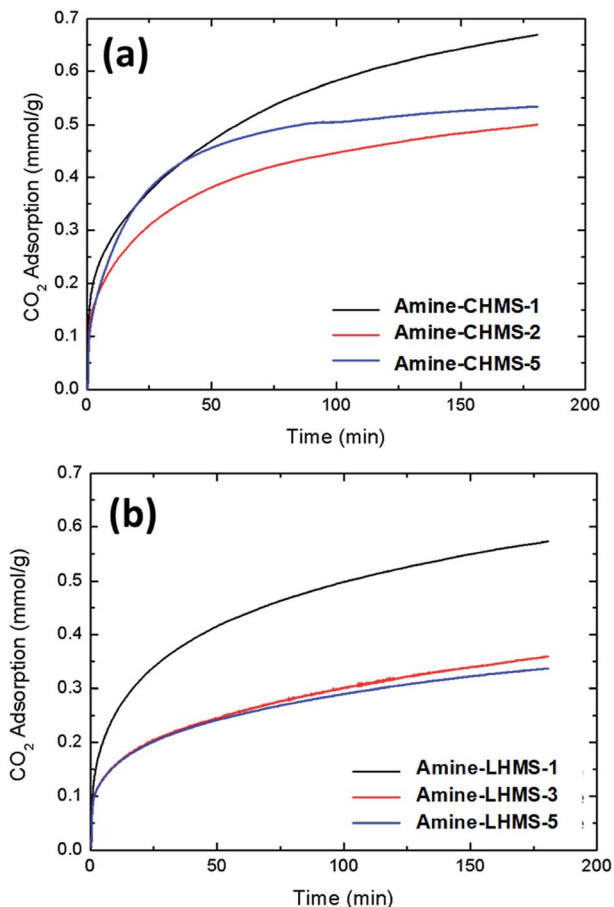 (a)
0.7
0.6
0.5
0.4
0.3
0.2
0.1
0.0
CO₂ Adsorption (mmol/g)
Amine-CHMS-1
Amine-CHMS-2
Amine-CHMS-5
0 50 100 150 200
Time (min)
(b)
0.7
0.6
0.5
0.4
0.3
0.2
0.1
0.0
CO₂ Adsorption (mmol/g)
Amine-LHMS-1
Amine-LHMS-3
Amine-LHMS-5
0 50 100 150 200
Time (min)